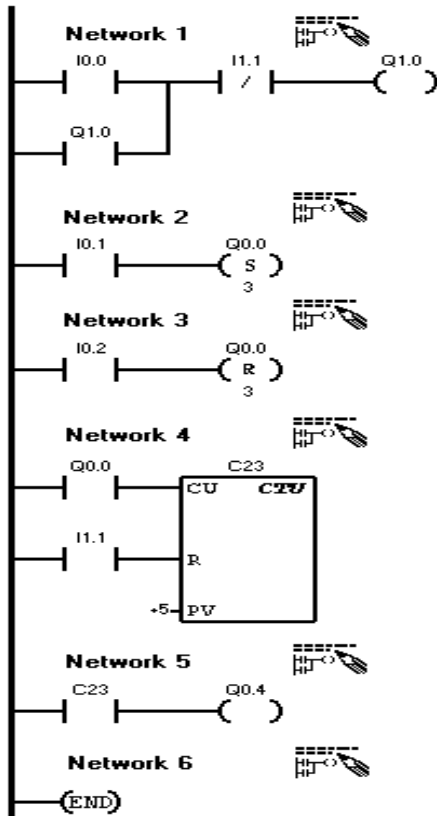 Network 1
I0.0 I1.1 Q1.0
/
Q1.0
Network 2
I0.1 Q0.0
S
3
Network 3
I0.2 Q0.0
R
3
Network 4
Q0.0 C23
CU CTU
I1.1
R
+5 PV
Network 5
C23 Q0.4
Network 6
END